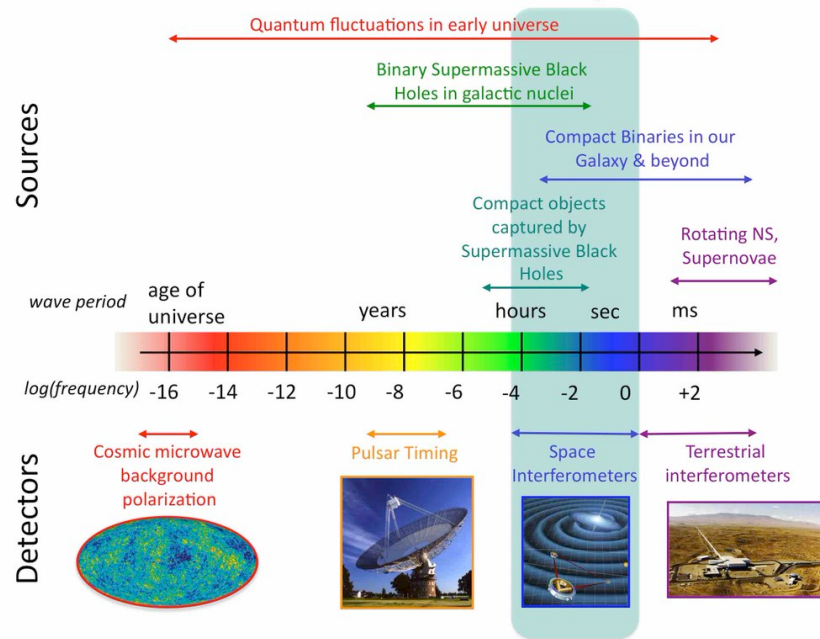 Quantum fluctuations in early universe
Binary Supermassive Black
Holes in galactic nuclei
Compact Binaries in our
Galaxy & beyond
Compact objects
captured by
Supermassive Black
Holes
Rotating NS,
Supernovae
Sources
wave period
age of
universe
years
hours
sec
ms
log(frequency)
-16
-14
-12
-10
-8
-6
-4
-2
0
+2
Detectors
Cosmic microwave
background
polarization
Pulsar Timing
Space
Interferometers
Terrestrial
interferometers